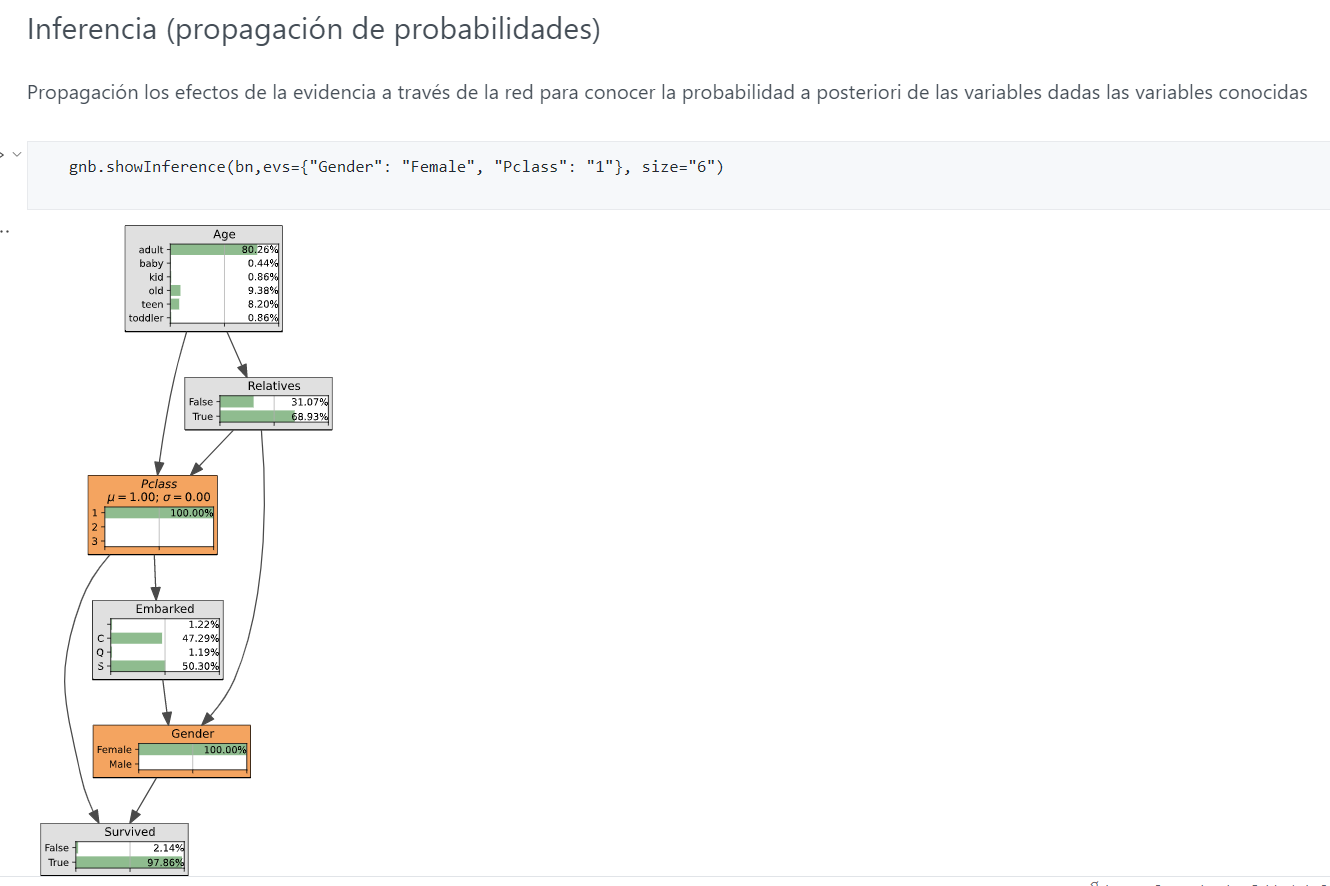 Inferencia (propagación de probabilidades)
Propagación los efectos de la evidencia a través de la red para conocer la probabilidad a posteriori de las variables dadas las variables conocidas
gnb.showInference(bn,evs={"Gender": "Female", "Pclass": "1"}, size="6")
Age
adult 80.26%
baby 0.44%
kid 0.86%
old 9.38%
teen 8.20%
toddler 0.86%
Relatives
False 31.07%
True 68.93%
Pclass
μ = 1.00; σ = 0.00
1 100.00%
2
3
Embarked
1.22%
C 47.29%
Q 1.19%
S 50.30%
Gender
Female 100.00%
Male
Survived
False 2.14%
True 97.86%